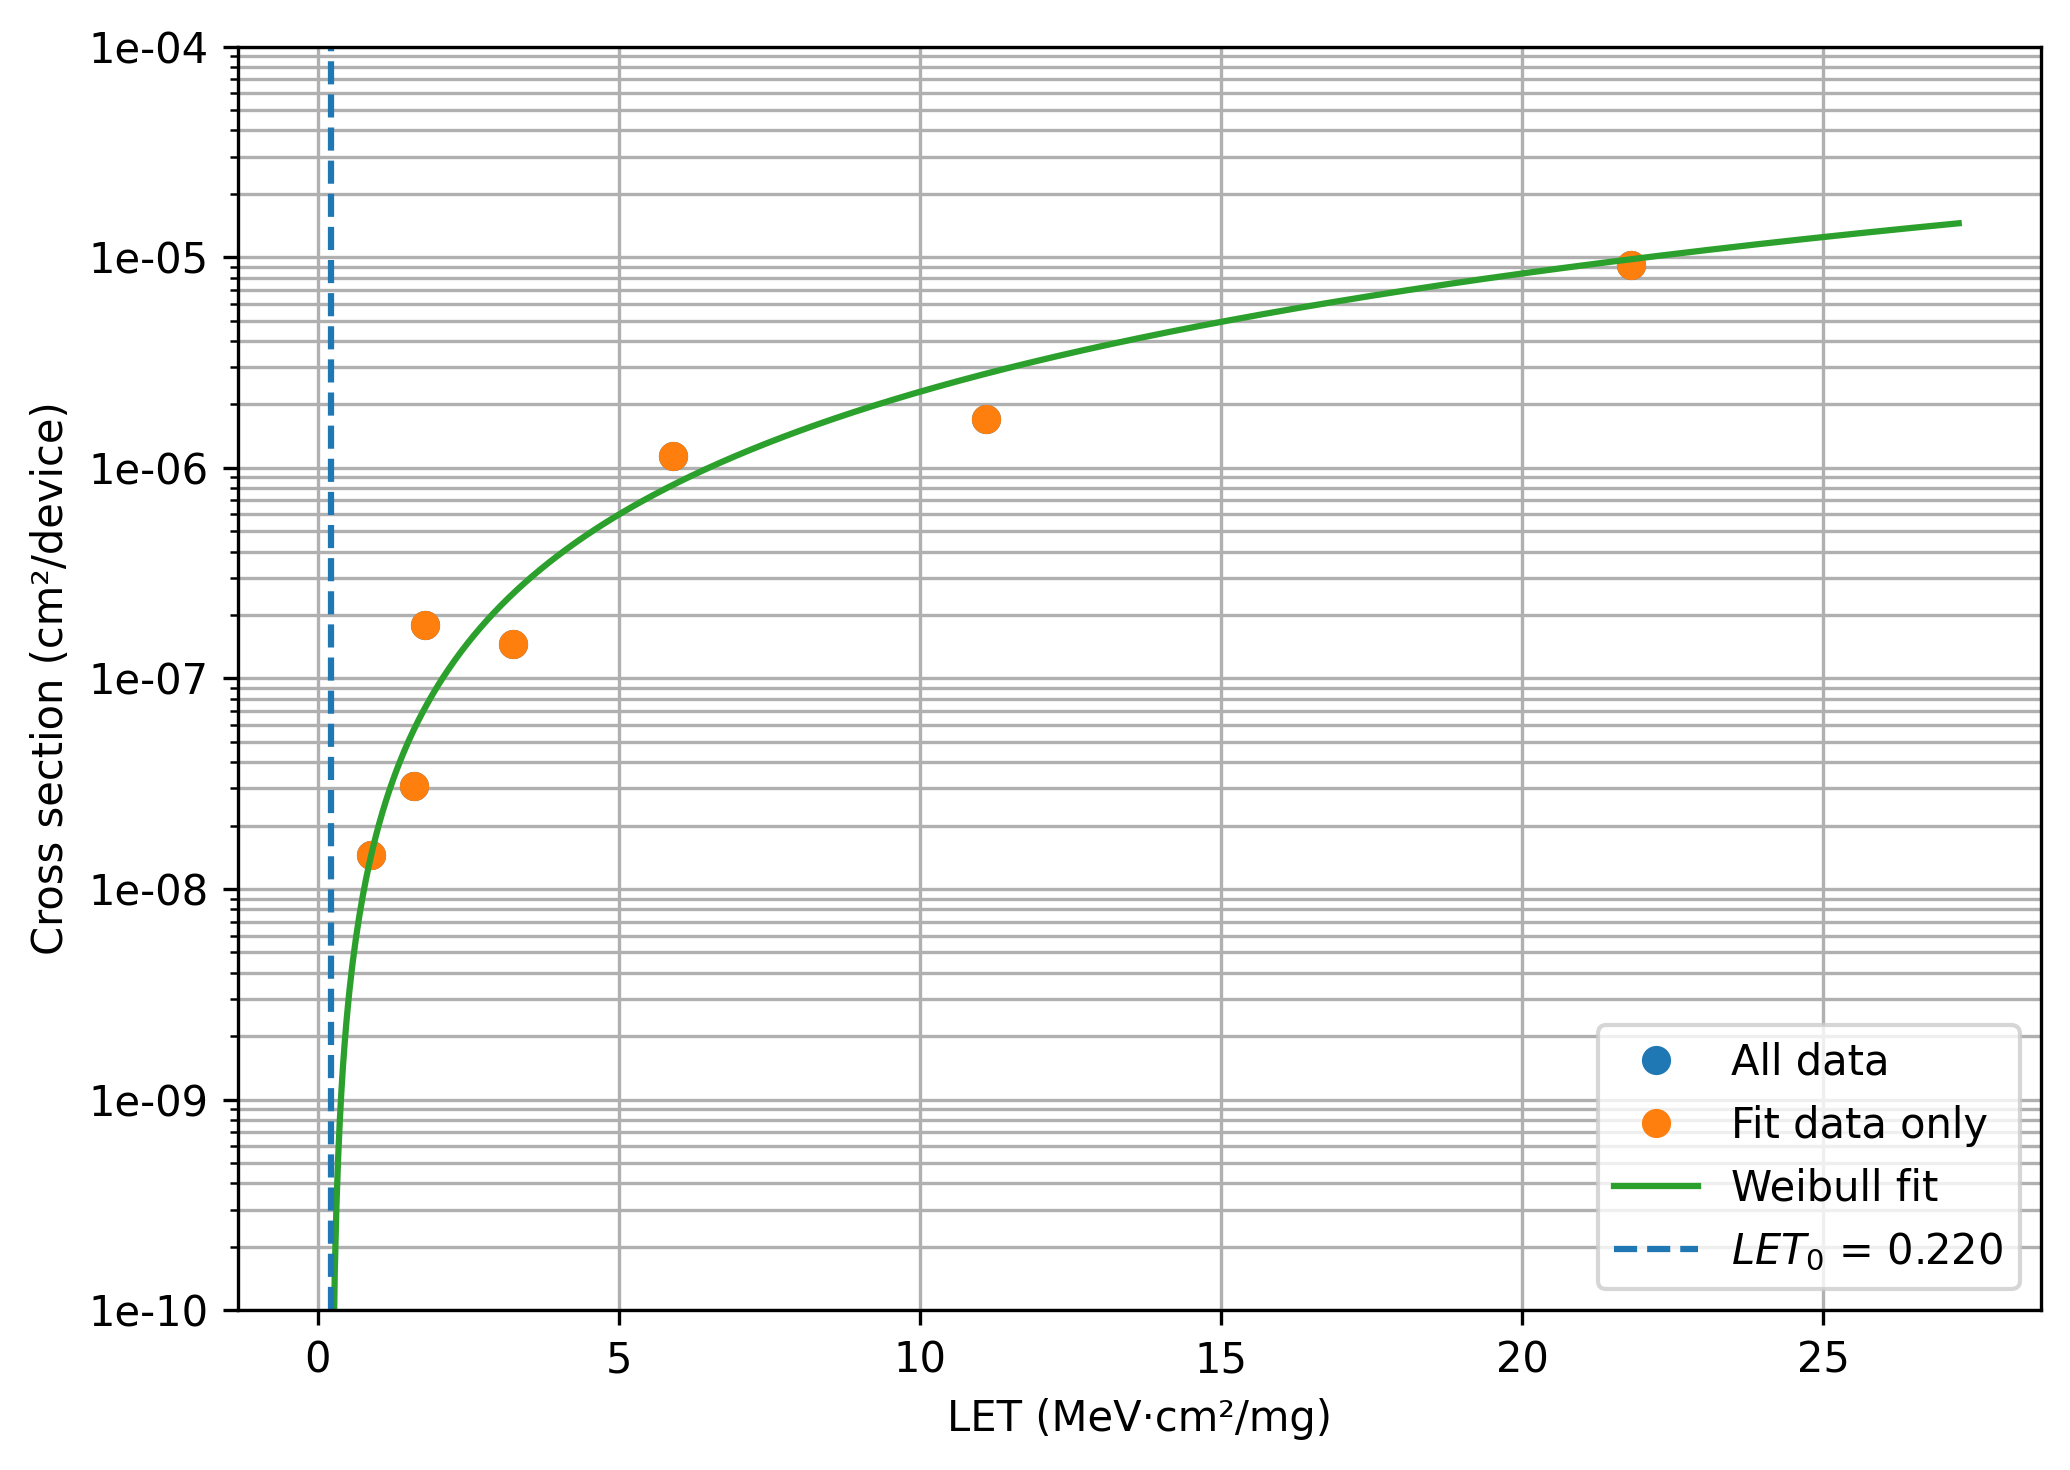 1e-04
1e-05
1e-06
1e-07
1e-08
1e-09
1e-10
Cross section (cm²/device)
All data
Fit data only
Weibull fit
LET₀ = 0.220
0 5 10 15 20 25
LET (MeV·cm²/mg)